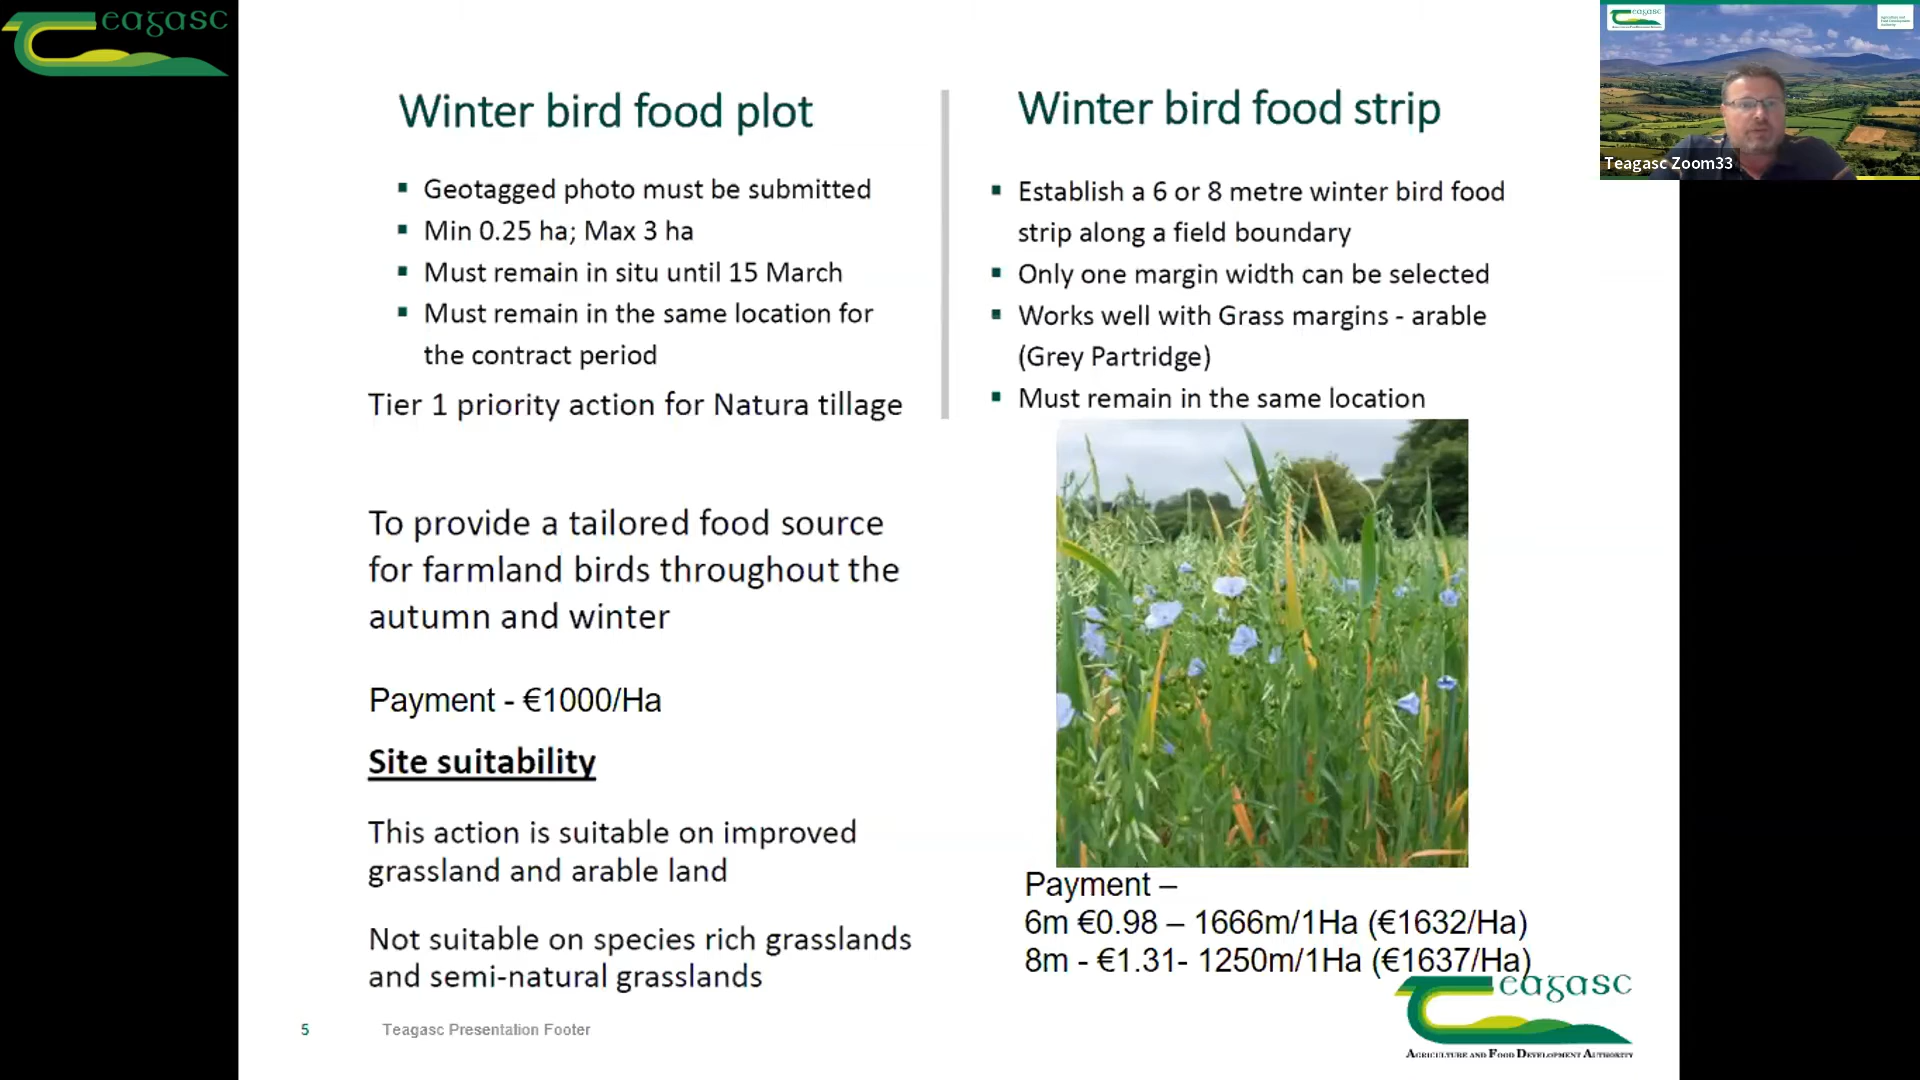 eagasc
Winter bird food plot
▪ Geotagged photo must be submitted
▪ Min 0.25 ha; Max 3 ha
▪ Must remain in situ until 15 March
▪ Must remain in the same location for
the contract period
Tier 1 priority action for Natura tillage
To provide a tailored food source
for farmland birds throughout the
autumn and winter
Payment - €1000/Ha
Site suitability
This action is suitable on improved
grassland and arable land
Not suitable on species rich grasslands
and semi-natural grasslands
Winter bird food strip
▪ Establish a 6 or 8 metre winter bird food
strip along a field boundary
▪ Only one margin width can be selected
▪ Works well with Grass margins - arable
(Grey Partridge)
▪ Must remain in the same location
Payment –
6m €0.98 – 1666m/1Ha (€1632/Ha)
8m - €1.31- 1250m/1Ha (€1637/Ha)
5
Teagasc Presentation Footer
eagasc
AGRICULTURE AND FOOD DEVELOPMENT AUTHORITY
eagasc
Teagasc Zoom33